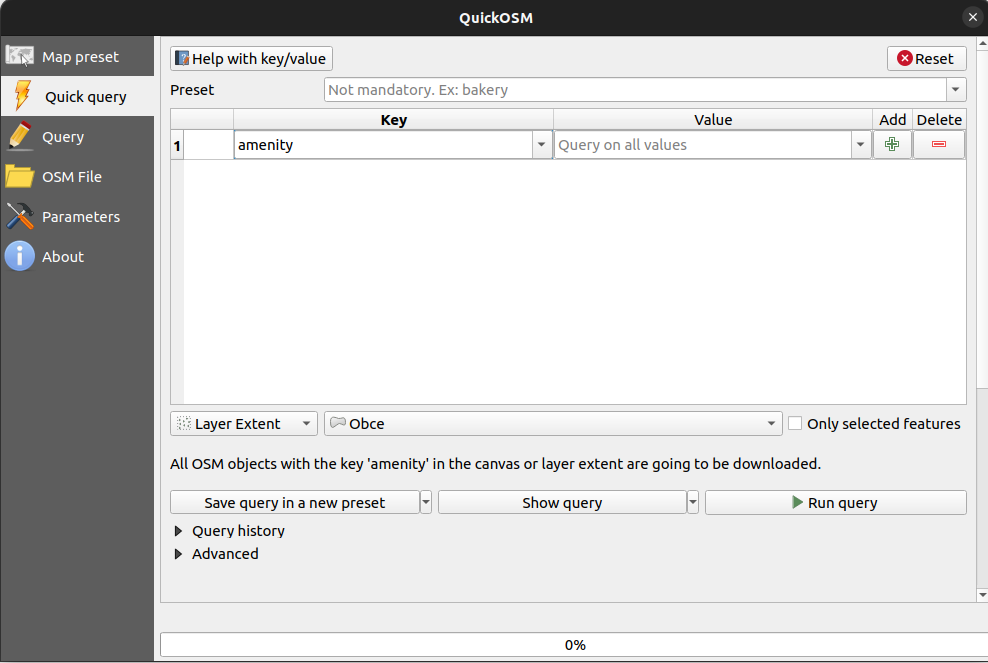 QuickOSM
Map preset
Quick query
Query
OSM File
Parameters
About
Help with key/value
Reset
Preset
Not mandatory. Ex: bakery
Key Value Add Delete
1 amenity Query on all values
Layer Extent Obce Only selected features
All OSM objects with the key 'amenity' in the canvas or layer extent are going to be downloaded.
Save query in a new preset Show query Run query
Query history
Advanced
0%